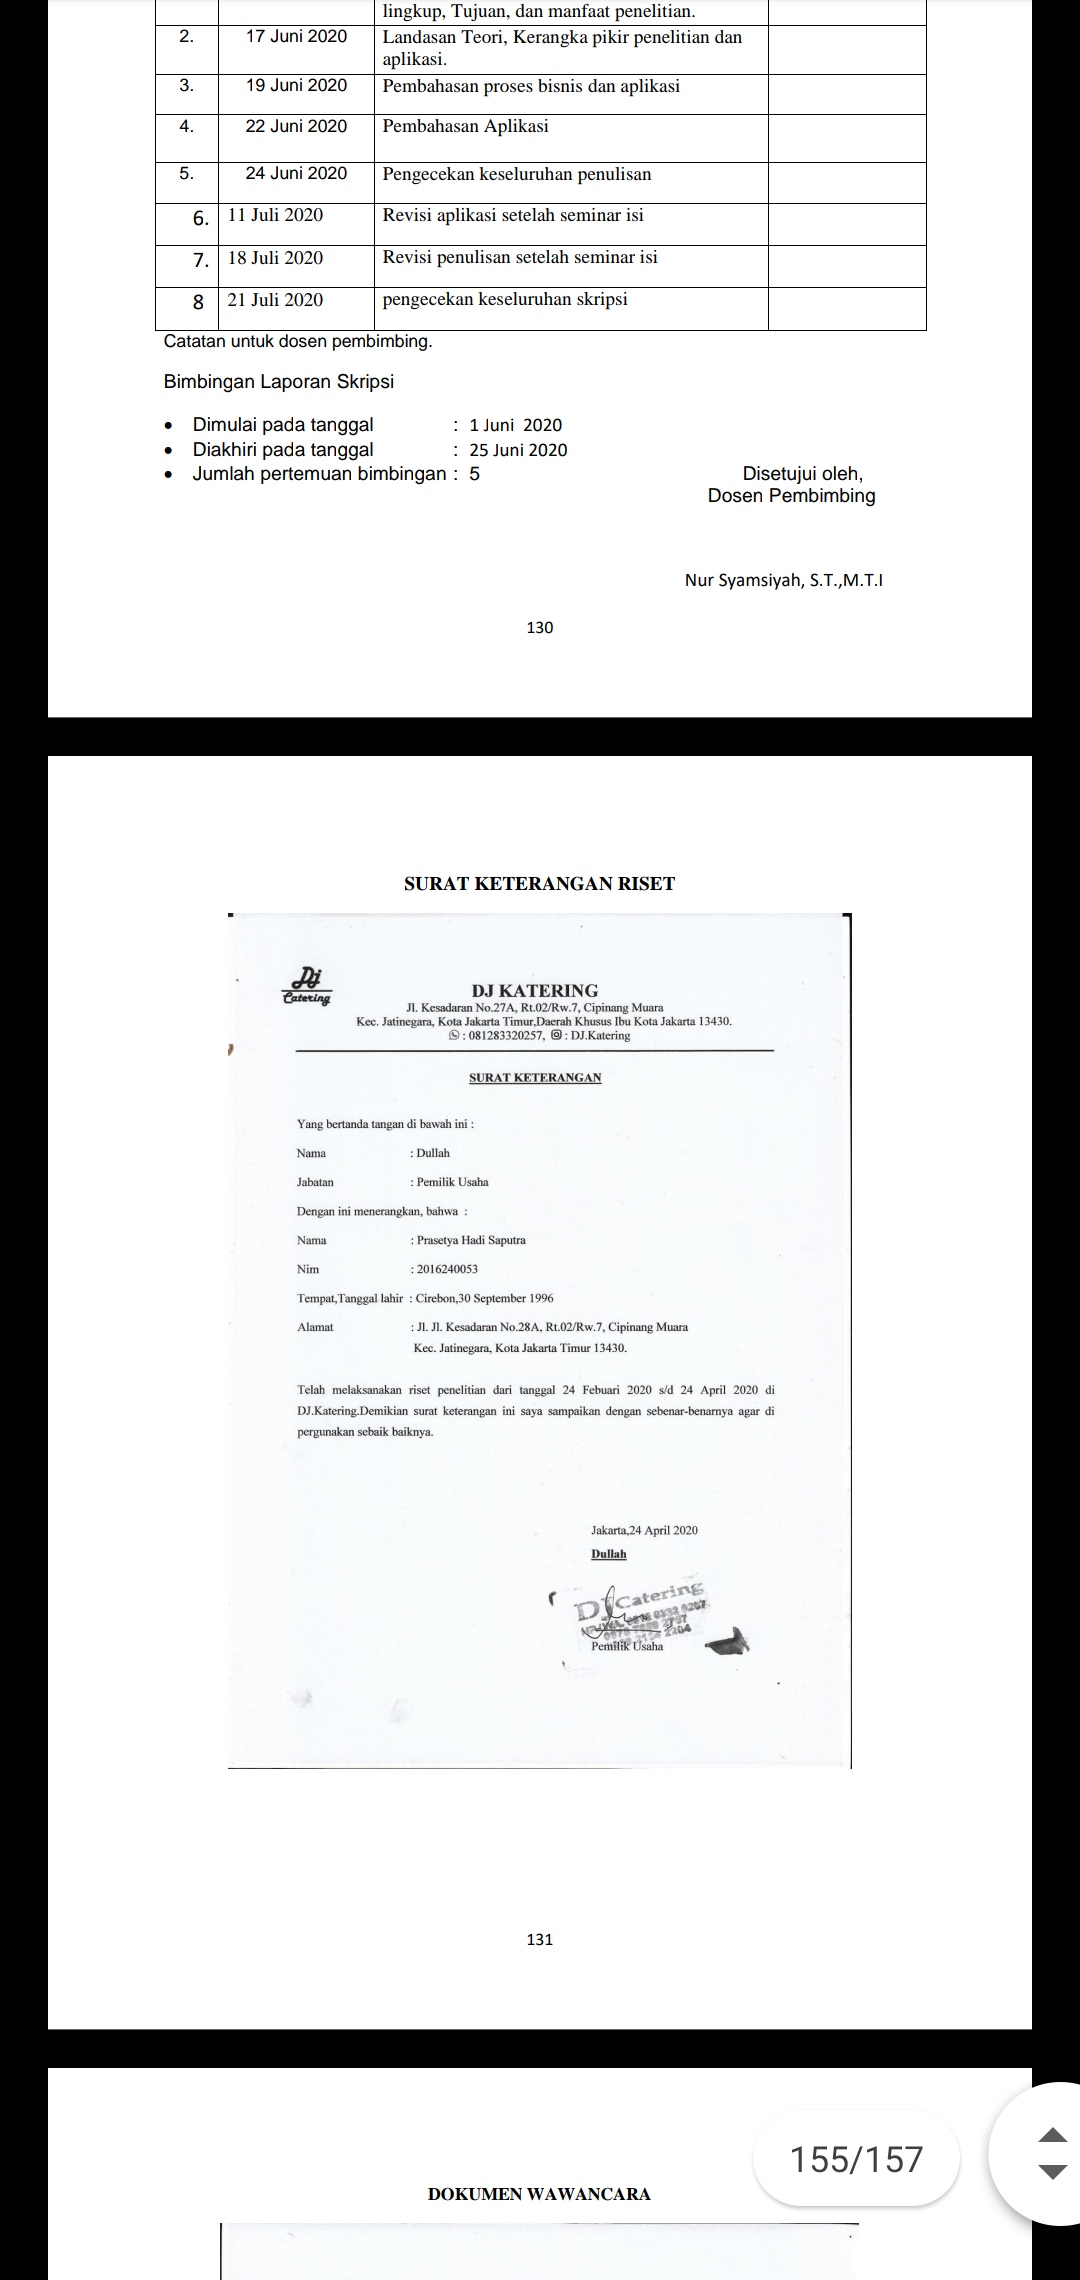 lingkup, Tujuan, dan manfaat penelitian.
2. 17 Juni 2020 Landasan Teori, Kerangka pikir penelitian dan
aplikasi.
3. 19 Juni 2020 Pembahasan proses bisnis dan aplikasi
4. 22 Juni 2020 Pembahasan Aplikasi
5. 24 Juni 2020 Pengecekan keseluruhan penulisan
6. 11 Juli 2020 Revisi aplikasi setelah seminar isi
7. 18 Juli 2020 Revisi penulisan setelah seminar isi
8 21 Juli 2020 pengecekan keseluruhan skripsi
Catatan untuk dosen pembimbing.
Bimbingan Laporan Skripsi
• Dimulai pada tanggal : 1 Juni 2020
• Diakhiri pada tanggal : 25 Juni 2020
• Jumlah pertemuan bimbingan : 5
Disetujui oleh,
Dosen Pembimbing
Nur Syamsiyah, S.T.,M.T.I
130
SURAT KETERANGAN RISET
Dj
Catering
DJ KATERING
Jl. Kesadaran No.27A, Rt.02/Rw.7, Cipinang Muara
Kec. Jatinegara, Kota Jakarta Timur,Daerah Khusus Ibu Kota Jakarta 13430.
: 081283320257, : DJ.Katering
SURAT KETERANGAN
Yang bertanda tangan di bawah ini :
Nama : Dullah
Jabatan : Pemilik Usaha
Dengan ini menerangkan, bahwa :
Nama : Prasetya Hadi Saputra
Nim : 2016240053
Tempat,Tanggal lahir : Cirebon,30 September 1996
Alamat : Jl. Jl. Kesadaran No.28A, Rt.02/Rw.7, Cipinang Muara
Kec. Jatinegara, Kota Jakarta Timur 13430.
Telah melaksanakan riset penelitian dari tanggal 24 Febuari 2020 s/d 24 April 2020 di
DJ.Katering.Demikian surat keterangan ini saya sampaikan dengan sebenar-benarnya agar di
pergunakan sebaik baiknya.
Jakarta,24 April 2020
Dullah
Catering
Pemilik Usaha
131
155/157
DOKUMEN WAWANCARA